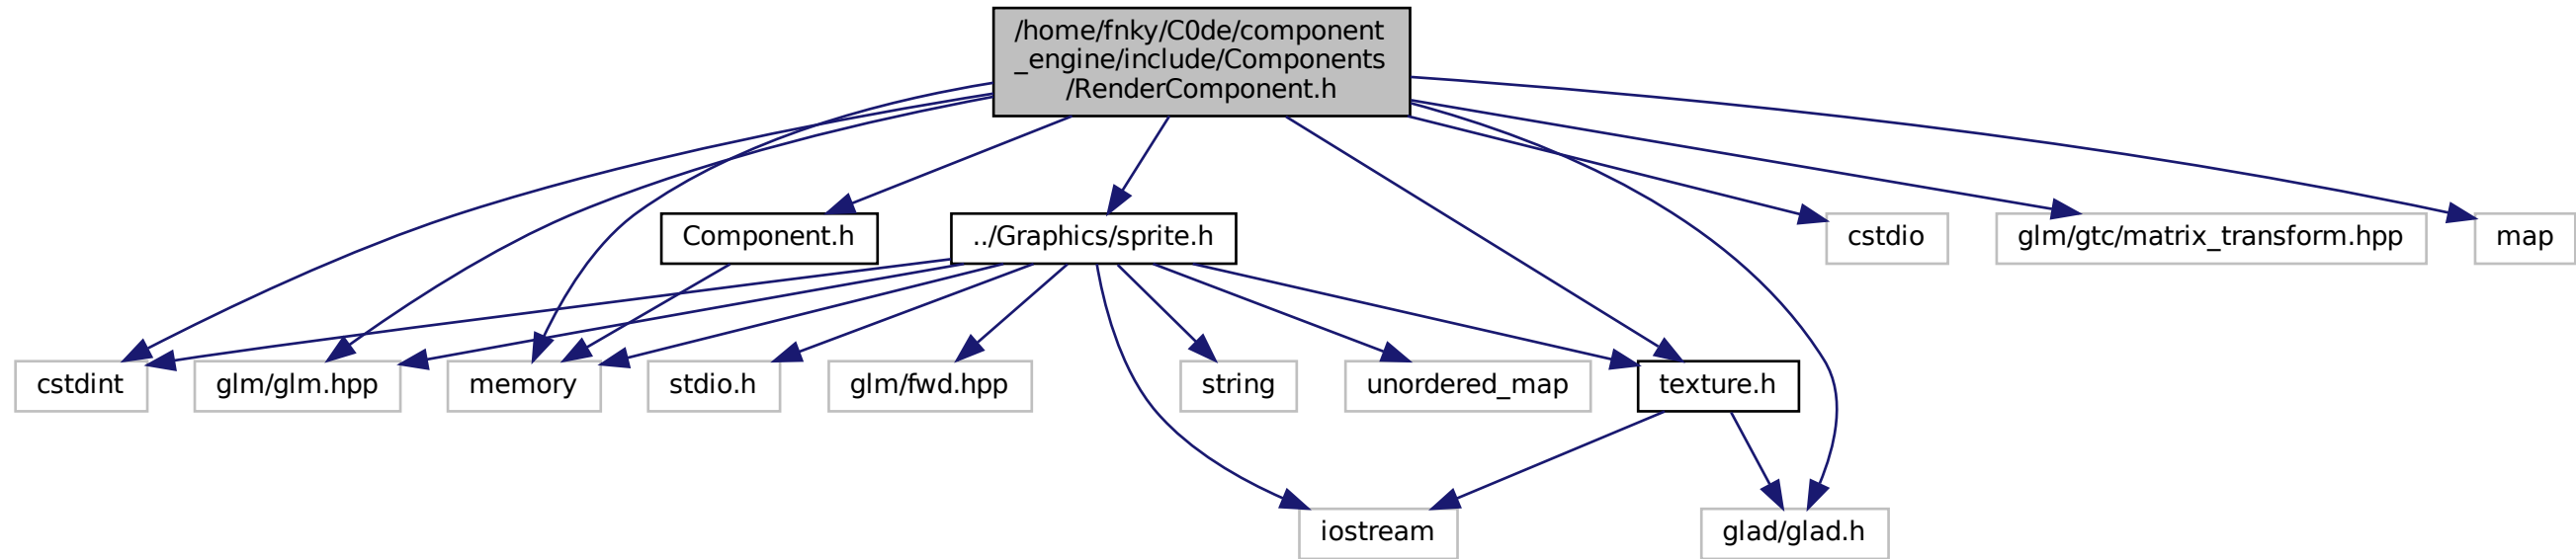 /home/fnky/C0de/component
_engine/include/Components
/RenderComponent.h
Component.h
../Graphics/sprite.h
cstdio
glm/gtc/matrix_transform.hpp
map
cstdint
glm/glm.hpp
memory
stdio.h
glm/fwd.hpp
string
unordered_map
texture.h
iostream
glad/glad.h